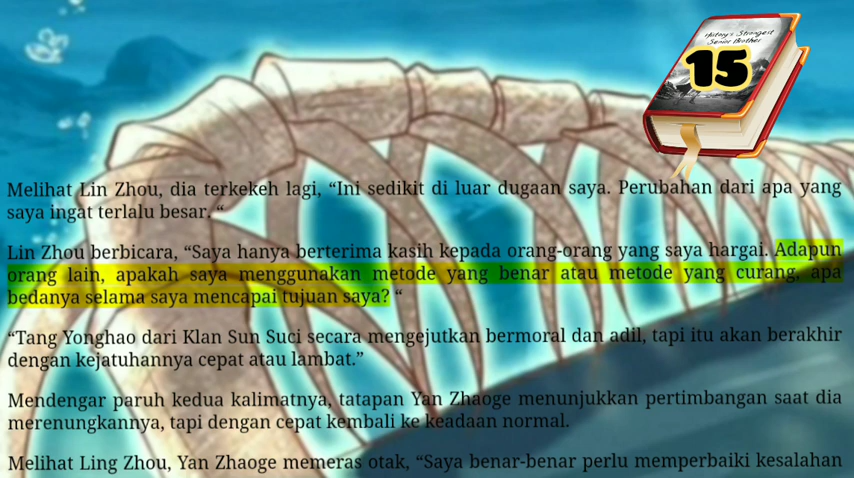 History's Strongest
Senior Brother
15
Melihat Lin Zhou, dia terkekeh lagi, “Ini sedikit di luar dugaan saya. Perubahan dari apa yang
saya ingat terlalu besar. “
Lin Zhou berbicara, “Saya hanya berterima kasih kepada orang-orang yang saya hargai. Adapun
orang lain, apakah saya menggunakan metode yang benar atau metode yang curang, apa
bedanya selama saya mencapai tujuan saya? “
“Tang Yonghao dari Klan Sun Suci secara mengejutkan bermoral dan adil, tapi itu akan berakhir
dengan kejatuhannya cepat atau lambat.”
Mendengar paruh kedua kalimatnya, tatapan Yan Zhaoge menunjukkan pertimbangan saat dia
merenungkannya, tapi dengan cepat kembali ke keadaan normal.
Melihat Ling Zhou, Yan Zhaoge memeras otak, “Saya benar-benar perlu memperbaiki kesalahan